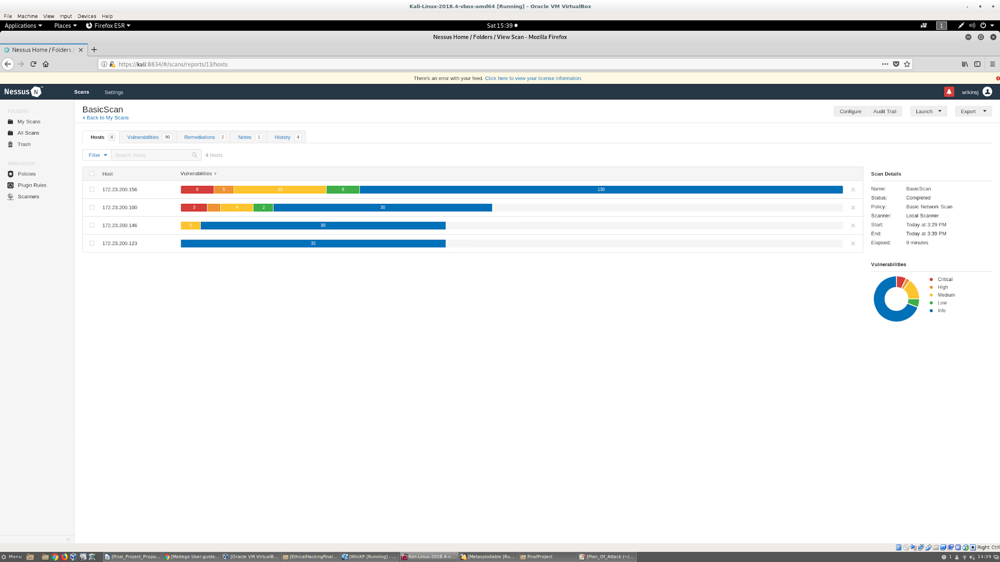 Kali-Linux-2018.4-vbox-amd64 [Running] - Oracle VM VirtualBox
File Machine View Input Devices Help
Applications Places Firefox ESR Sat 15:39 1
Nessus Home / Folders / View Scan - Mozilla Firefox
Nessus Home / Folders /
https://kali:8834/#/scans/reports/13/hosts
There's an error with your feed. Click here to view your license information.
Nessus N ™ Scans Settings wilkinsj
FOLDERS
My Scans
All Scans
Trash
RESOURCES
Policies
Plugin Rules
Scanners
BasicScan
Back to My Scans
Configure Audit Trail Launch Export
Hosts 4 Vulnerabilities 90 Remediations 2 Notes 1 History 4
Filter Search Hosts 4 Hosts
Host Vulnerabilities
172.23.200.156 8 5 23 8 130
172.23.200.100 3 4 2 30
172.23.200.146 2 30
172.23.200.123 32
Scan Details
Name: BasicScan
Status: Completed
Policy: Basic Network Scan
Scanner: Local Scanner
Start: Today at 3:29 PM
End: Today at 3:39 PM
Elapsed: 9 minutes
Vulnerabilities
Critical
High
Medium
Low
Info
Right Ctrl
Menu [Final_Project_Propo... [Maltego User-guide... [Oracle VM VirtualB... [EthicalHackingFinal... [WinXP [Running] - ... Kali-Linux-2018.4-v... [Metasploitable [Ru... FinalProject [Plan_Of_Attack (~/... 1 14:39